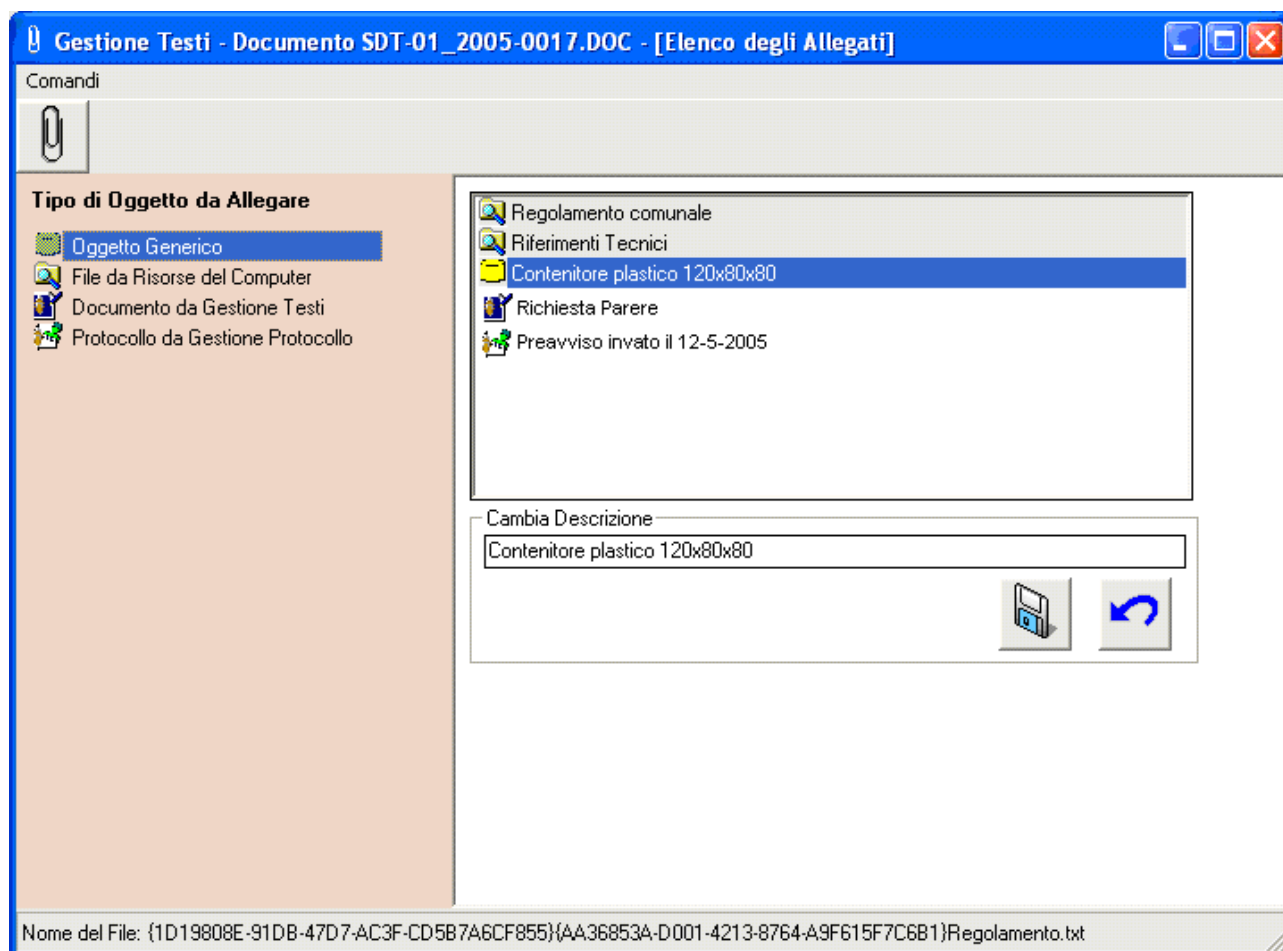 Gestione Testi - Documento SDT-01_2005-0017.DOC - [Elenco degli Allegati]
Comandi
Tipo di Oggetto da Allegare
Oggetto Generico
File da Risorse del Computer
Documento da Gestione Testi
Protocollo da Gestione Protocollo
Regolamento comunale
Riferimenti Tecnici
Contenitore plastico 120x80x80
Richiesta Parere
Preavviso invato il 12-5-2005
Cambia Descrizione
Contenitore plastico 120x80x80
Nome del File: {1D19808E-91DB-47D7-AC3F-CD5B7A6CF855}{AA36853A-D001-4213-8764-A9F615F7C6B1}Regolamento.txt